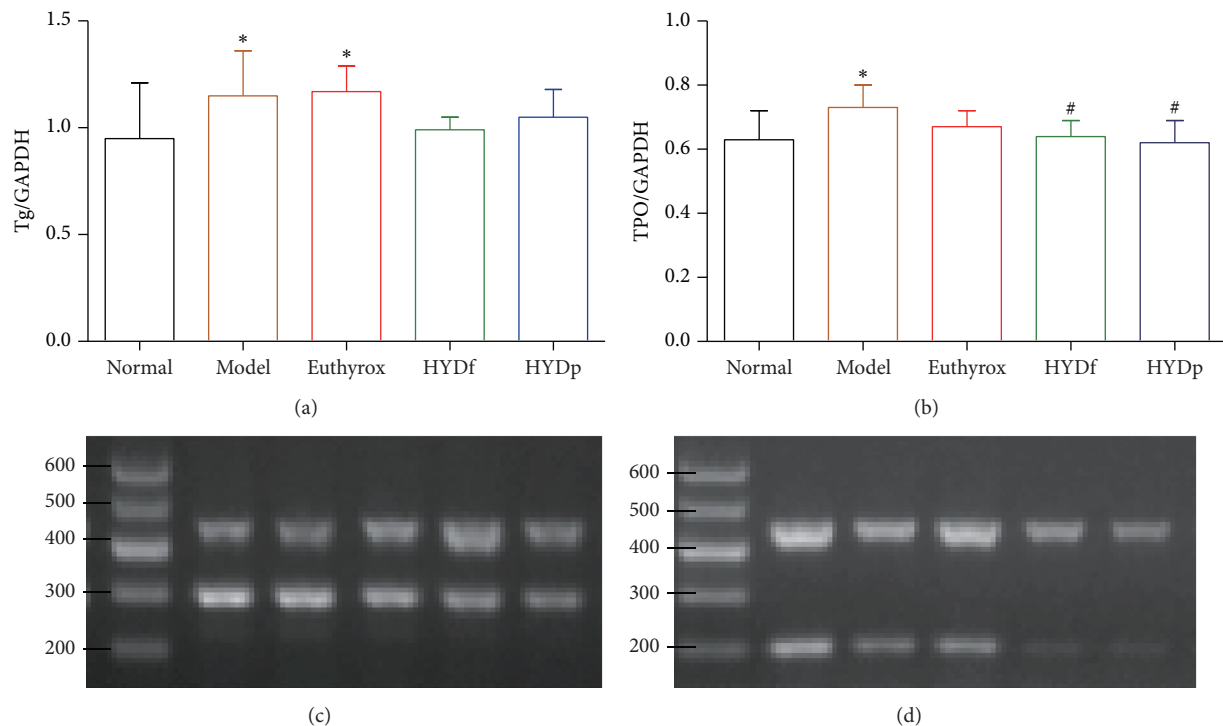 1.5
1.0
0.5
0.0
Tg/GAPDH
*
*
Normal
Model
Euthyrox
HYDf
HYDp
(a)
1.0
0.8
0.6
0.4
0.2
0.0
TPO/GAPDH
*
#
#
Normal
Model
Euthyrox
HYDf
HYDp
(b)
600
500
400
300
200
(c)
600
500
400
300
200
(d)